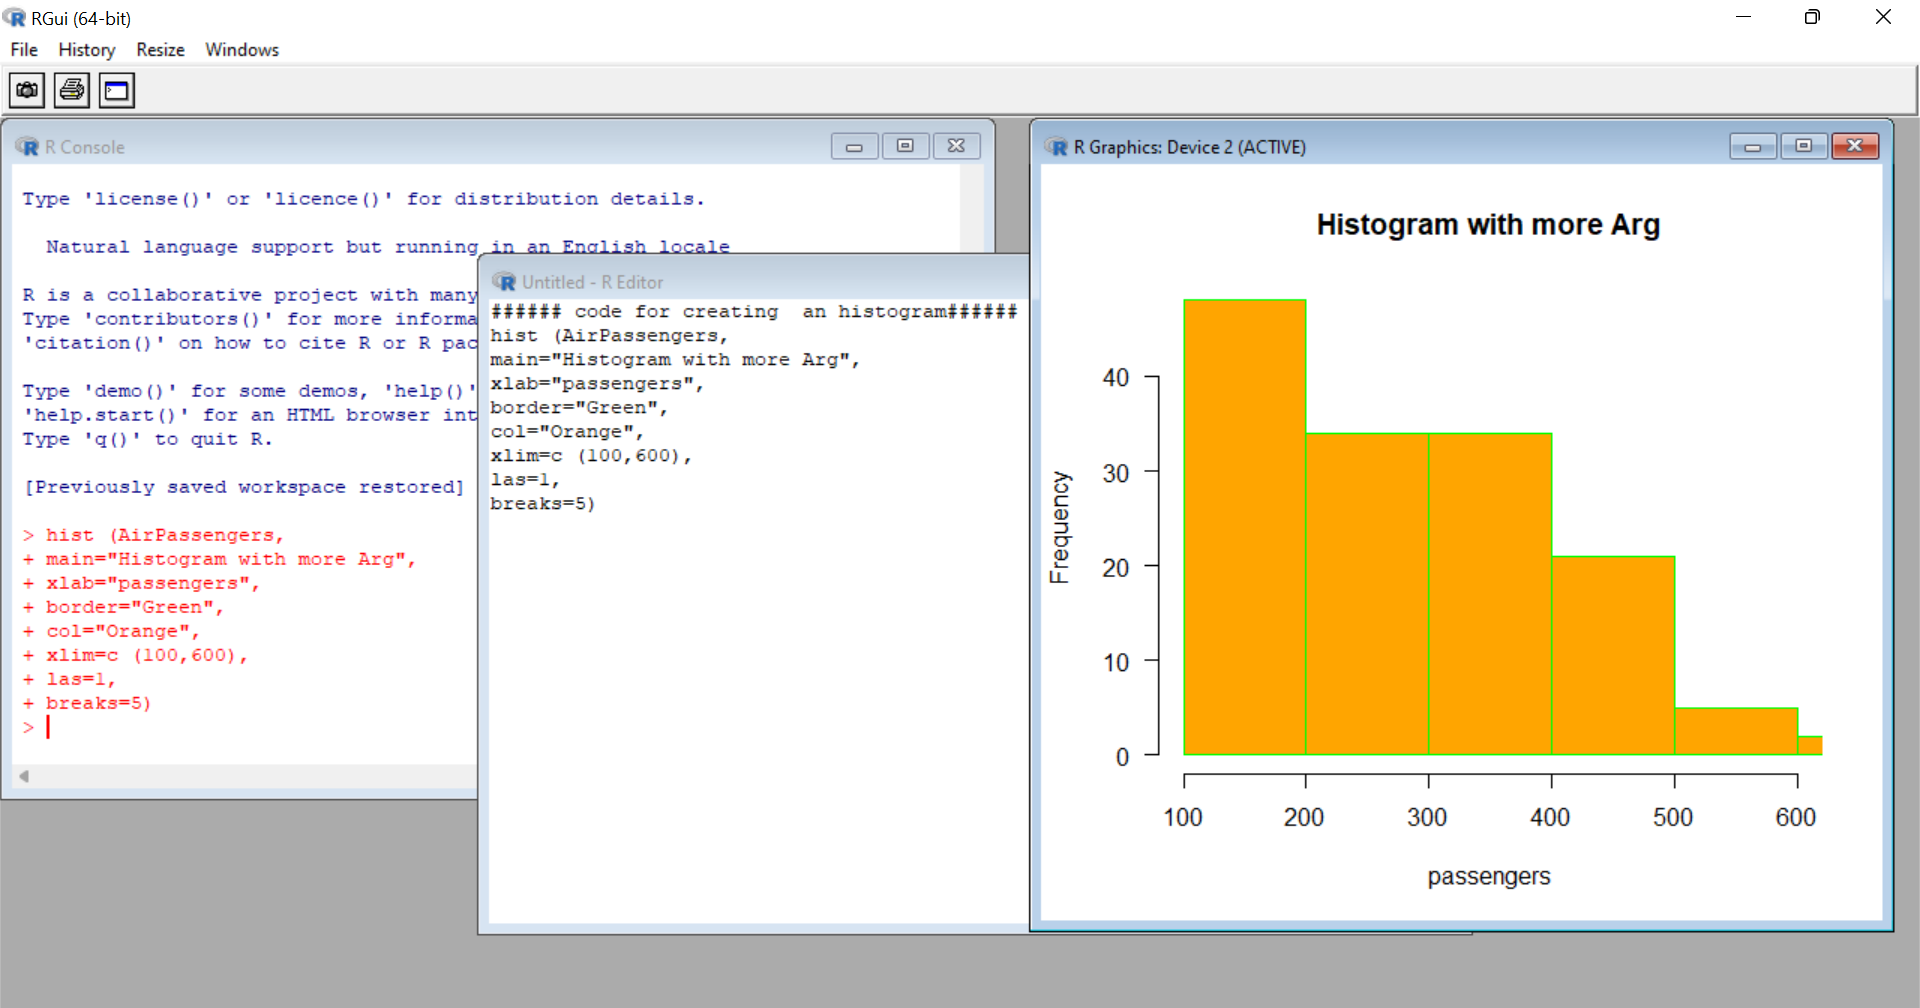 RGui (64-bit)
File History Resize Windows
R Console
Type 'license()' or 'licence()' for distribution details.
Natural language support but running in an English locale
R is a collaborative project with many
Type 'contributors()' for more informa
'citation()' on how to cite R or R pac
Type 'demo()' for some demos, 'help()'
'help.start()' for an HTML browser int
Type 'q()' to quit R.
[Previously saved workspace restored]
> hist (AirPassengers,
+ main="Histogram with more Arg",
+ xlab="passengers",
+ border="Green",
+ col="Orange",
+ xlim=c (100,600),
+ las=1,
+ breaks=5)
>
Untitled - R Editor
###### code for creating  an histogram######
hist (AirPassengers,
main="Histogram with more Arg",
xlab="passengers",
border="Green",
col="Orange",
xlim=c (100,600),
las=1,
breaks=5)
R Graphics: Device 2 (ACTIVE)
Histogram with more Arg
Frequency
40
30
20
10
0
100 200 300 400 500 600
passengers